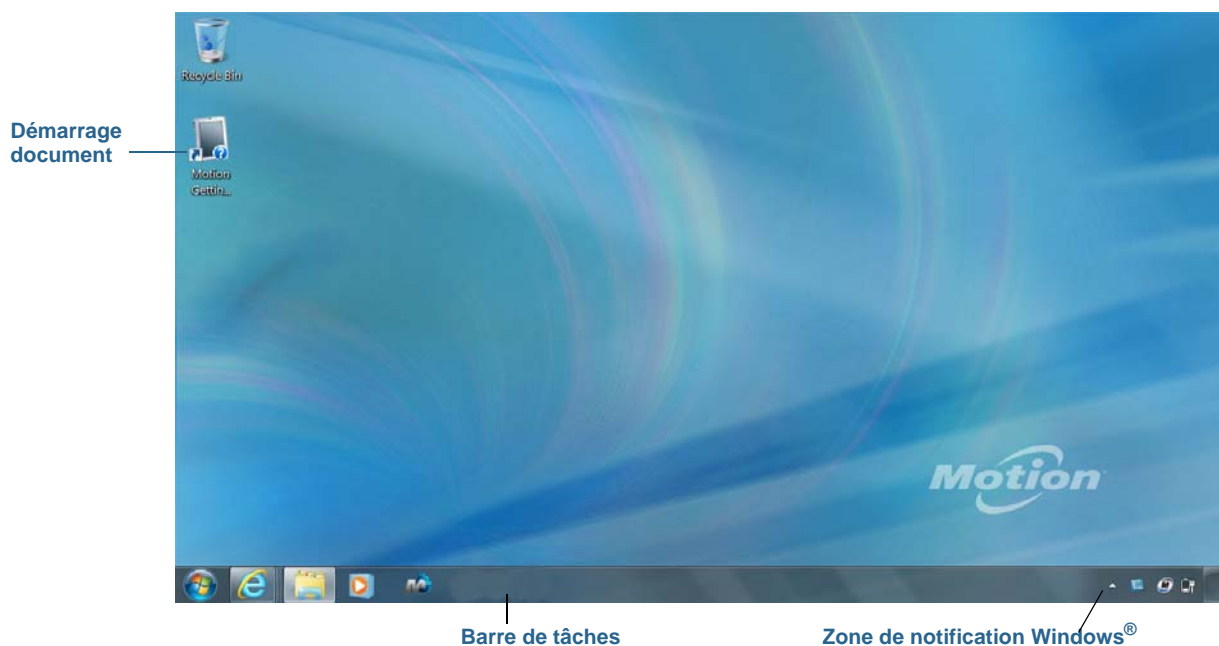 Recycle Bin
Démarrage
document
Motion
Gettin...
Motion
Barre de tâches
Zone de notification Windows®